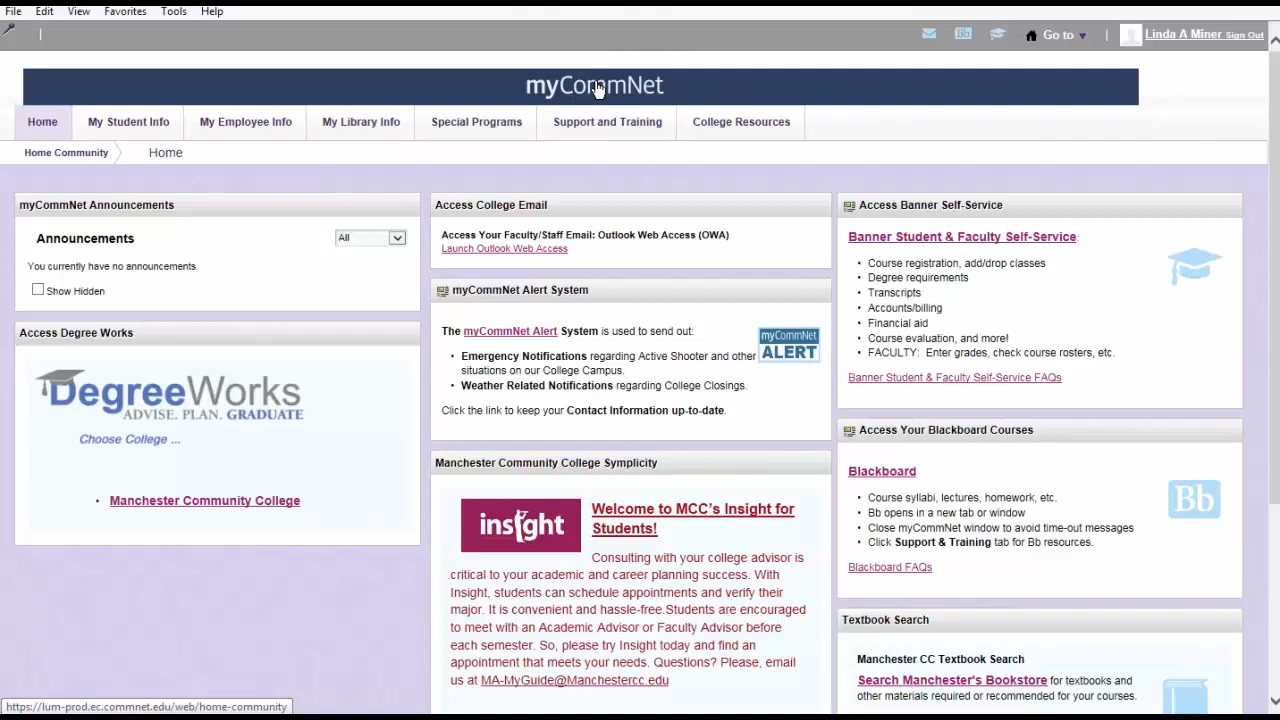 File Edit View Favorites Tools Help
Bb Go to Linda A Miner Sign Out
myCommNet
Home My Student Info My Employee Info My Library Info Special Programs Support and Training College Resources
Home Community Home
myCommNet Announcements
Announcements All
You currently have no announcements.
Show Hidden
Access Degree Works
DegreeWorks
ADVISE. PLAN. GRADUATE
Choose College ...
• Manchester Community College
Access College Email
Access Your Faculty/Staff Email: Outlook Web Access (OWA)
Launch Outlook Web Access
myCommNet Alert System
The myCommNet Alert System is used to send out:
myCommNet
ALERT
• Emergency Notifications regarding Active Shooter and other
situations on our College Campus.
• Weather Related Notifications regarding College Closings.
Click the link to keep your Contact Information up-to-date.
Manchester Community College Symplicity
insight
Welcome to MCC's Insight for
Students!
Consulting with your college advisor is
critical to your academic and career planning success. With
Insight, students can schedule appointments and verify their
major. It is convenient and hassle-free.Students are encouraged
to meet with an Academic Advisor or Faculty Advisor before
each semester. So, please try Insight today and find an
appointment that meets your needs. Questions? Please, email
us at MA-MyGuide@Manchestercc.edu
Access Banner Self-Service
Banner Student & Faculty Self-Service:
• Course registration, add/drop classes
• Degree requirements
• Transcripts
• Accounts/billing
• Financial aid
• Course evaluation, and more!
• FACULTY: Enter grades, check course rosters, etc.
Banner Student & Faculty Self-Service FAQs
Access Your Blackboard Courses
Blackboard
• Course syllabi, lectures, homework, etc.
• Bb opens in a new tab or window
• Close myCommNet window to avoid time-out messages
• Click Support & Training tab for Bb resources.
Bb
Blackboard FAQs
Textbook Search
Manchester CC Textbook Search
Search Manchester's Bookstore for textbooks and
other materials required or recommended for your courses.
https://lum-prod.ec.commnet.edu/web/home-community